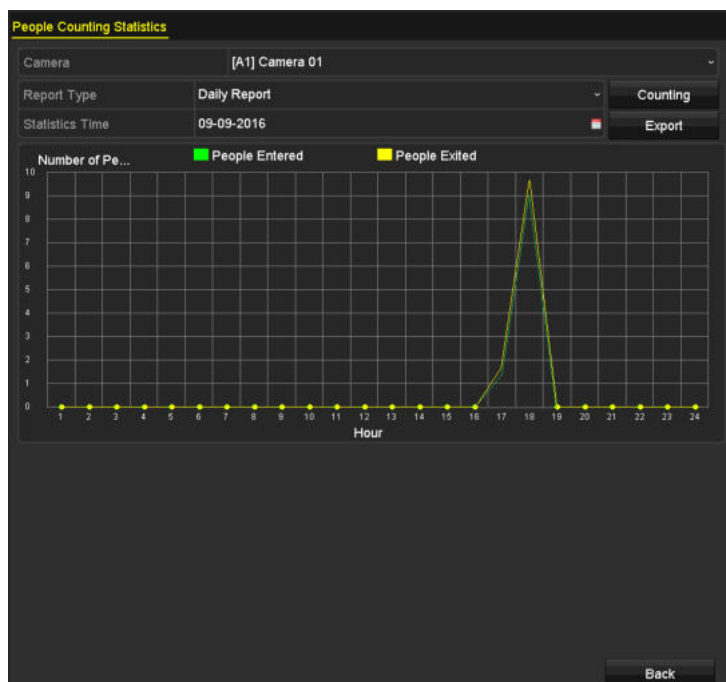 People Counting Statistics
Camera [A1] Camera 01
Report Type Daily Report Counting
Statistics Time 09-09-2016 Export
Number of Pe... People Entered People Exited
10
9
8
7
6
5
4
3
2
1
0
1 2 3 4 5 6 7 8 9 10 11 12 13 14 15 16 17 18 19 20 21 22 23 24
Hour
Back